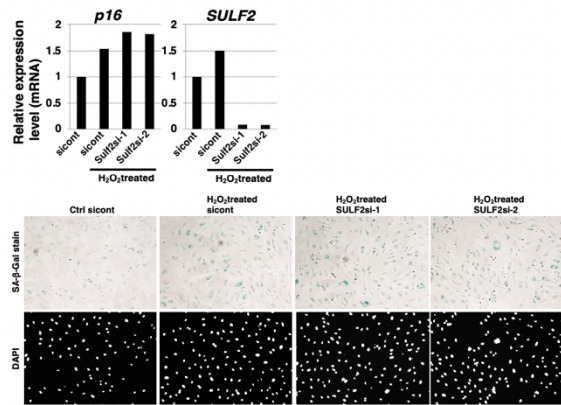 p16
SULF2
Relative expression
level (mRNA)
2
1.5
1
0.5
0
2
1.5
1
0.5
0
sicont
sicont
Sulf2si-1
Sulf2si-2
sicont
sicont
Sulf2si-1
Sulf2si-2
H₂O₂treated
H₂O₂treated
Ctrl sicont
H₂O₂treated
sicont
H₂O₂treated
SULF2si-1
H₂O₂treated
SULF2si-2
SA-β-Gal stain
DAPI